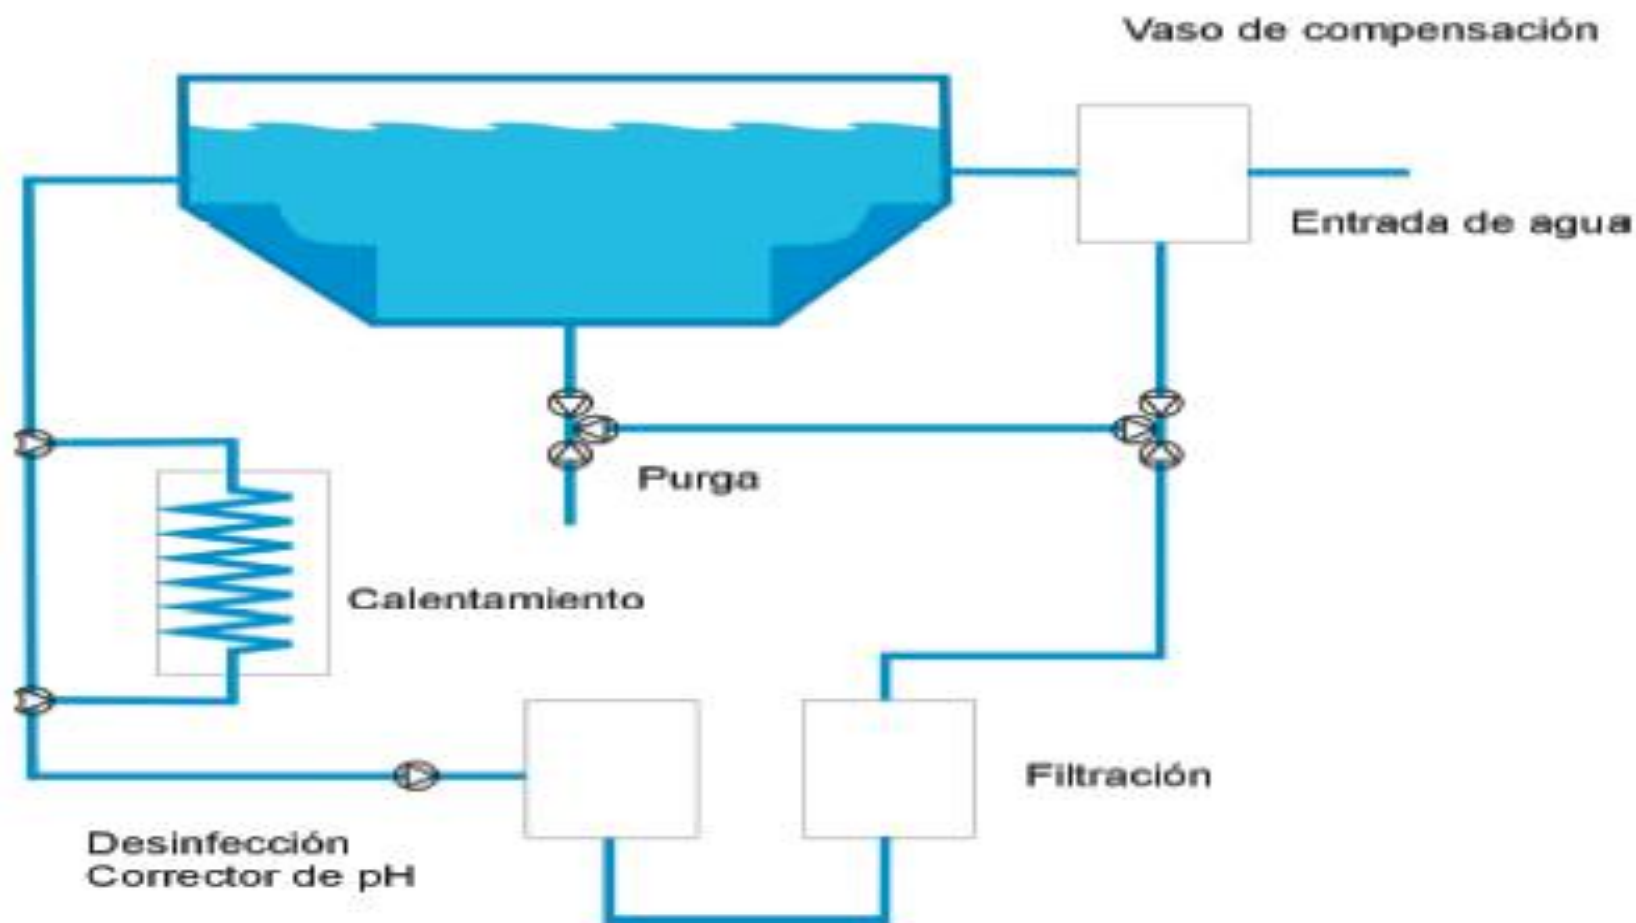 Vaso de compensación
Entrada de agua
Purga
Calentamiento
Filtración
Desinfección
Corrector de pH